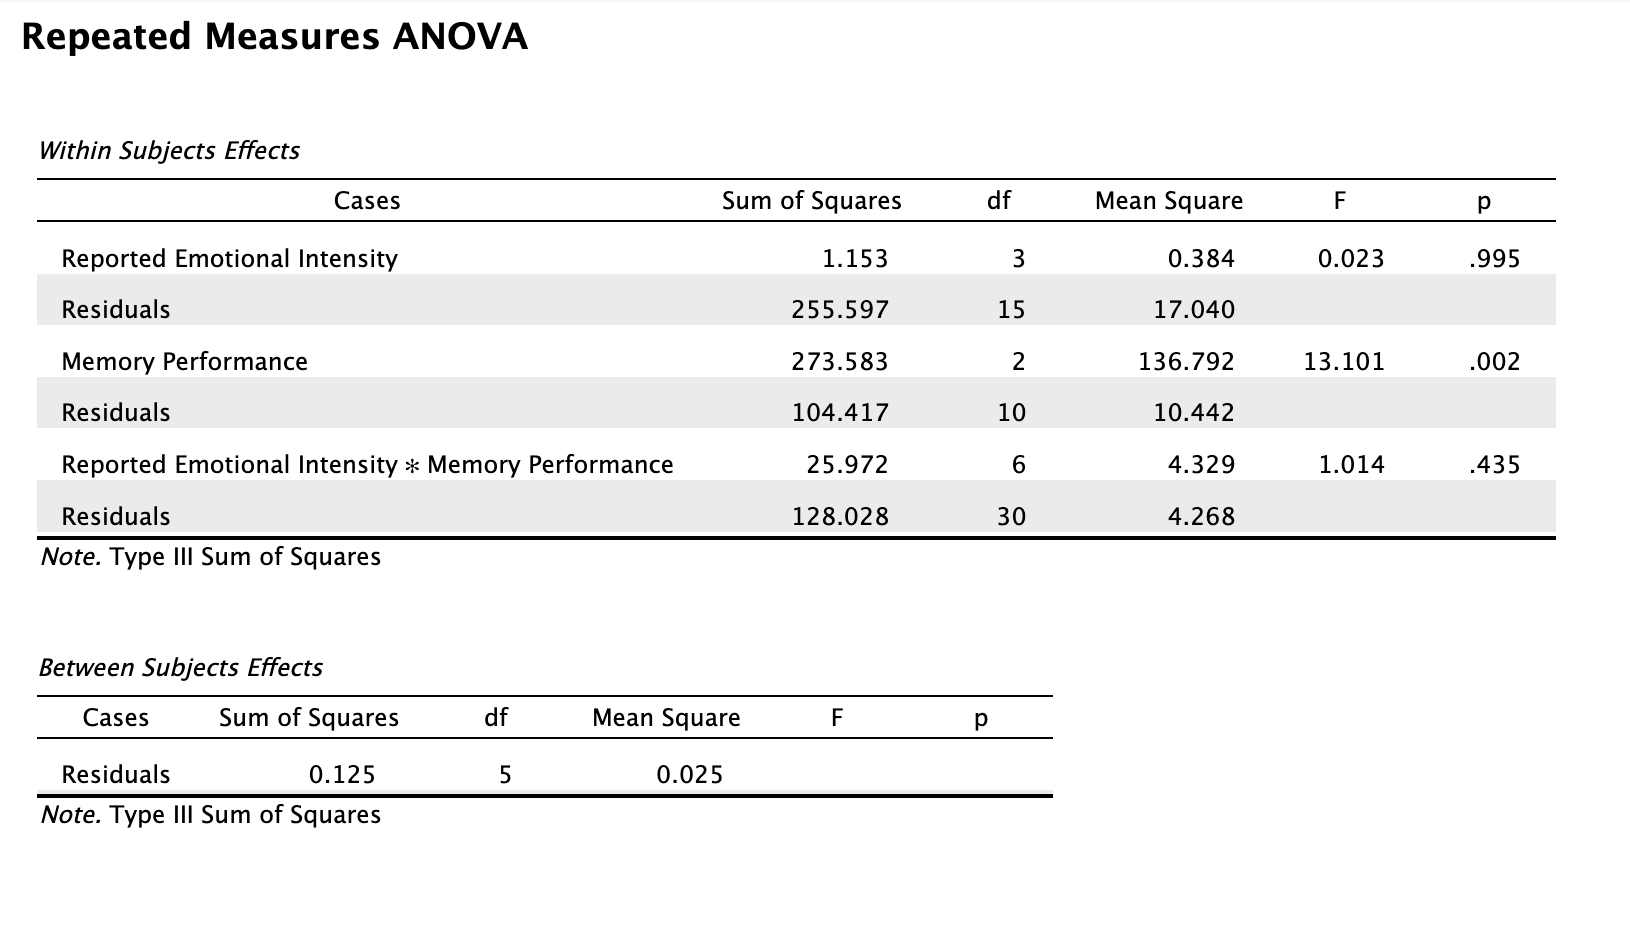 Repeated Measures ANOVA
Within Subjects Effects
Cases Sum of Squares df Mean Square F p
Reported Emotional Intensity 1.153 3 0.384 0.023 .995
Residuals 255.597 15 17.040
Memory Performance 273.583 2 136.792 13.101 .002
Residuals 104.417 10 10.442
Reported Emotional Intensity ∗ Memory Performance 25.972 6 4.329 1.014 .435
Residuals 128.028 30 4.268
Note. Type III Sum of Squares
Between Subjects Effects
Cases Sum of Squares df Mean Square F p
Residuals 0.125 5 0.025
Note. Type III Sum of Squares